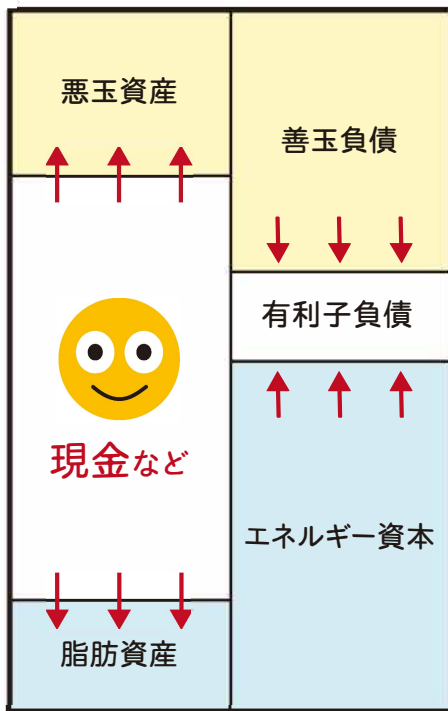 悪玉資産
善玉負債
有利子負債
現金など
エネルギー資本
脂肪資産